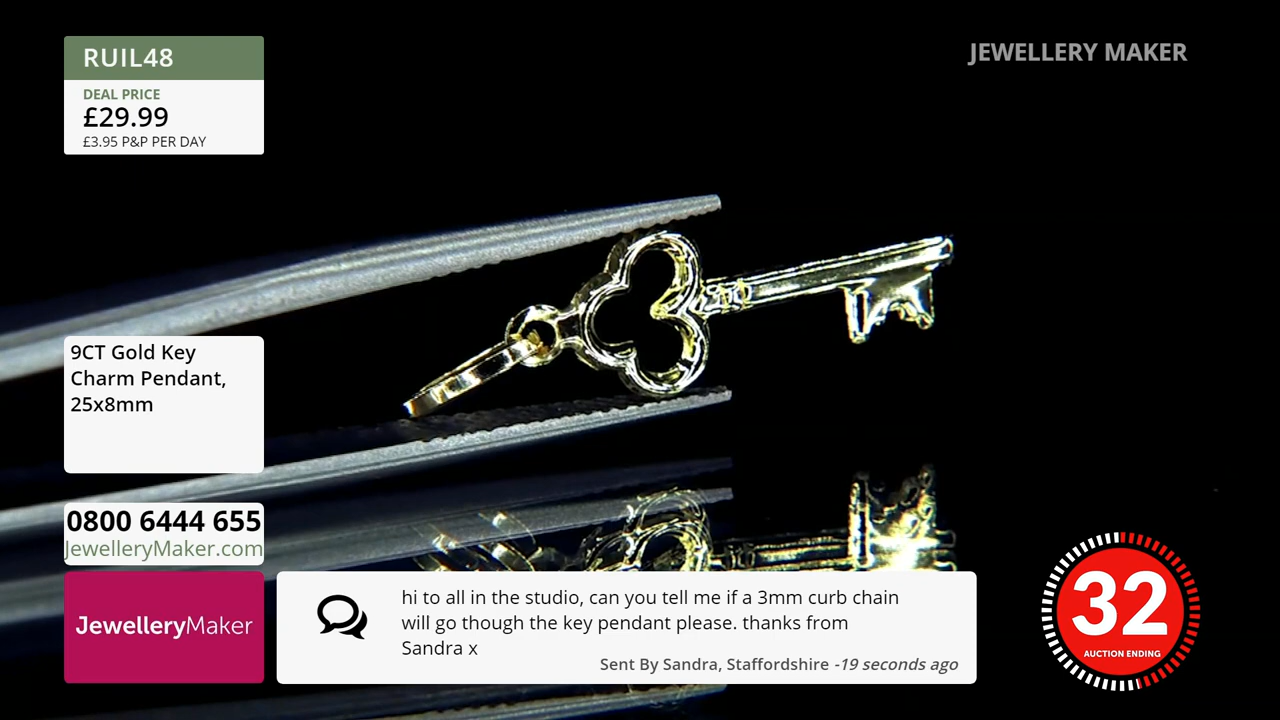 RUIL48
DEAL PRICE
£29.99
£3.95 P&P PER DAY
JEWELLERY MAKER
9CT Gold Key
Charm Pendant,
25x8mm
0800 6444 655
JewelleryMaker.com
JewelleryMaker
hi to all in the studio, can you tell me if a 3mm curb chain
will go though the key pendant please. thanks from
Sandra x
Sent By Sandra, Staffordshire -19 seconds ago
32
AUCTION ENDING